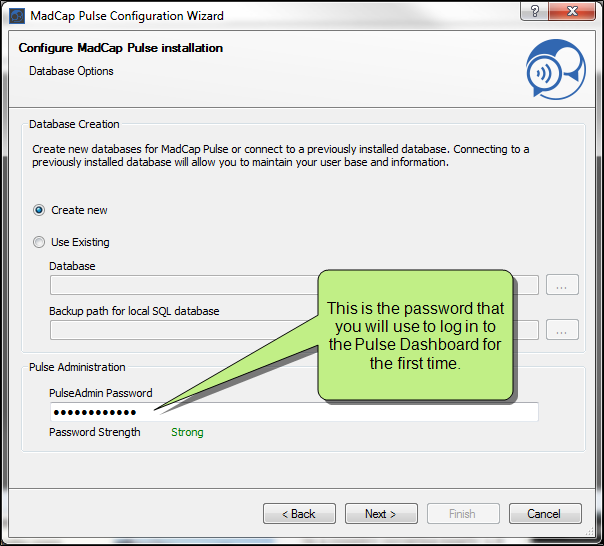 MadCap Pulse Configuration Wizard
Configure MadCap Pulse installation
Database Options
Database Creation
Create new databases for MadCap Pulse or connect to a previously installed database. Connecting to a
previously installed database will allow you to maintain your user base and information.
Create new
Use Existing
Database
...
Backup path for local SQL database
...
This is the password that
you will use to log in to
the Pulse Dashboard for
the first time.
Pulse Administration
PulseAdmin Password
••••••••••••
Password Strength Strong
< Back Next > Finish Cancel